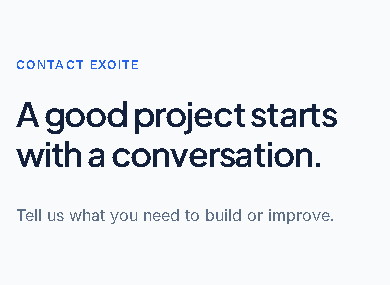 CONTACT EXOITE
A good project starts
with a conversation.
Tell us what you need to build or improve.